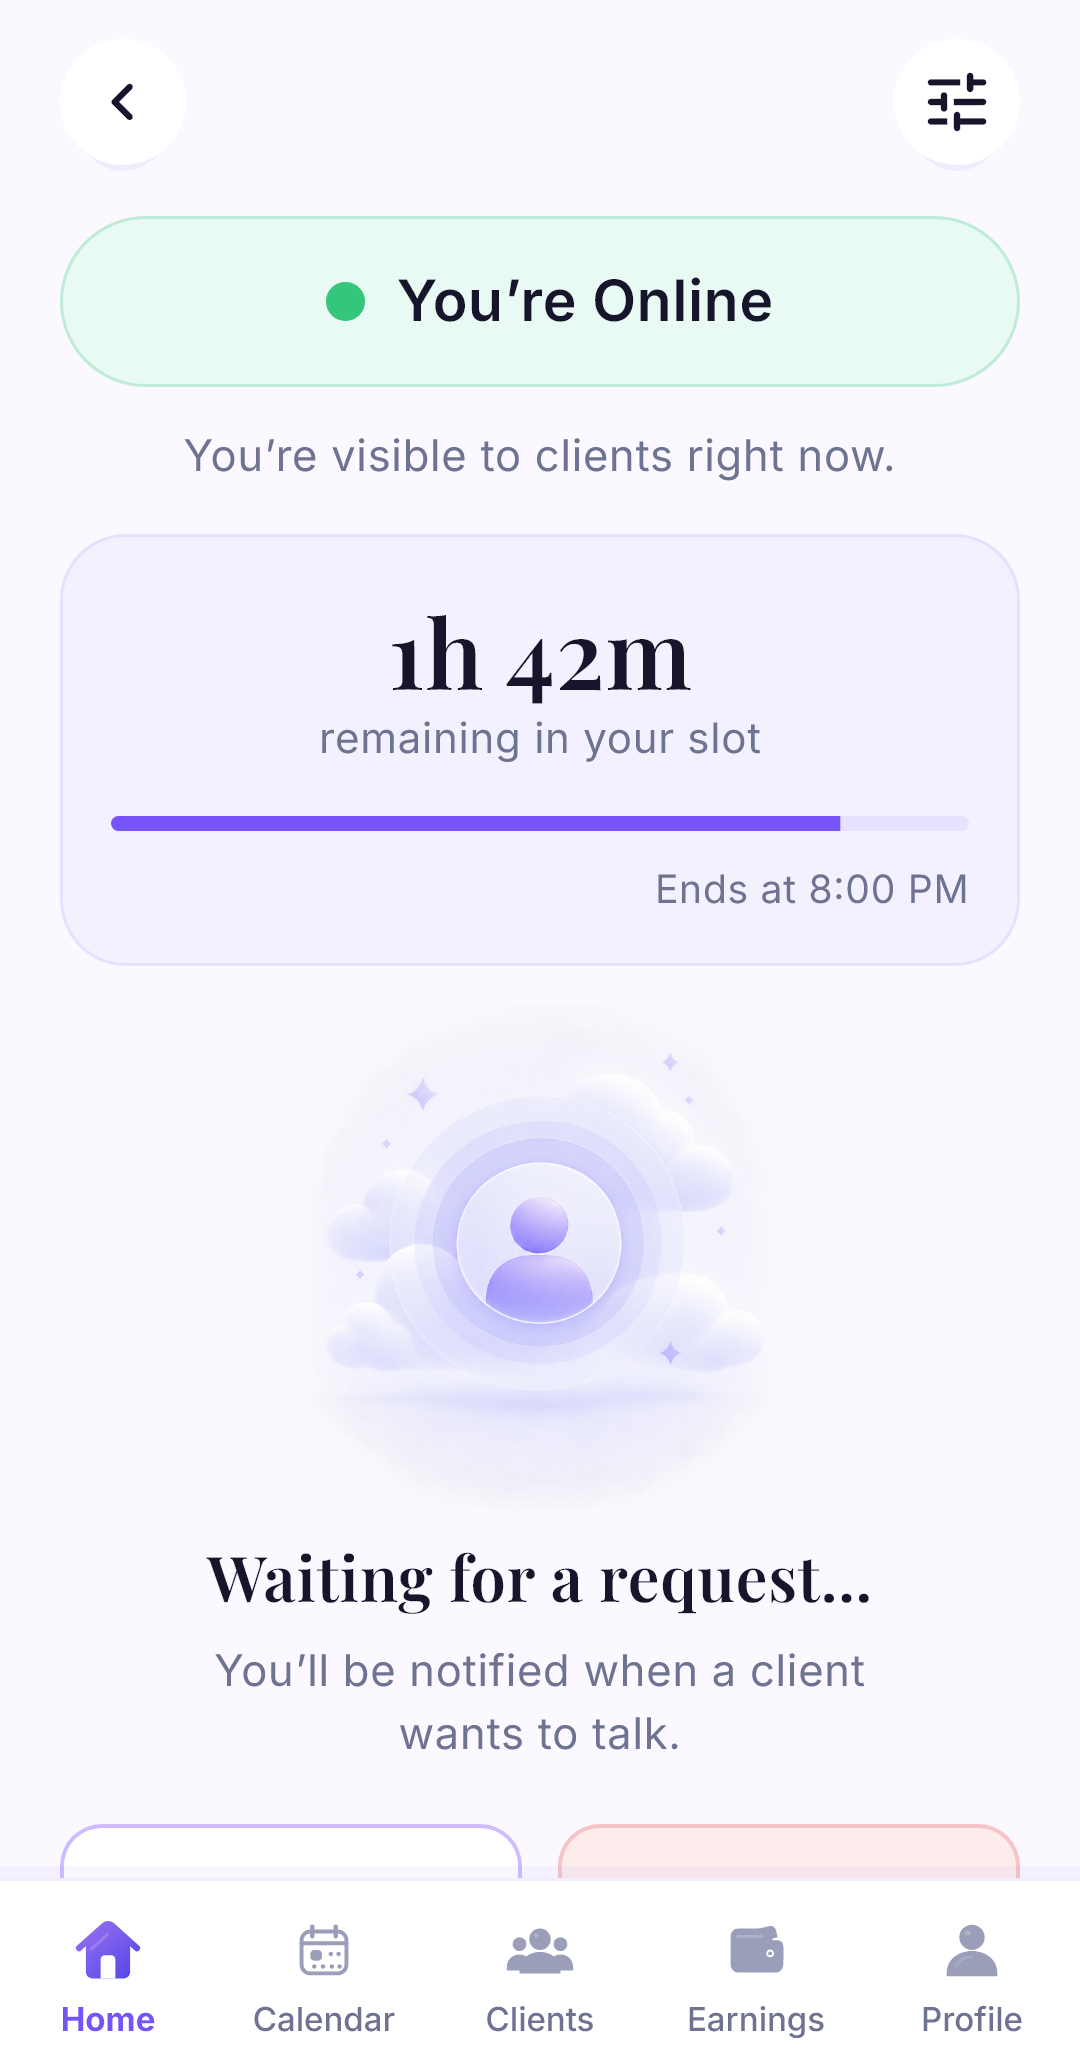 You’re Online
You’re visible to clients right now.
1h 42m
remaining in your slot
Ends at 8:00 PM
Waiting for a request...
You’ll be notified when a client
wants to talk.
Home
Calendar
Clients
Earnings
Profile